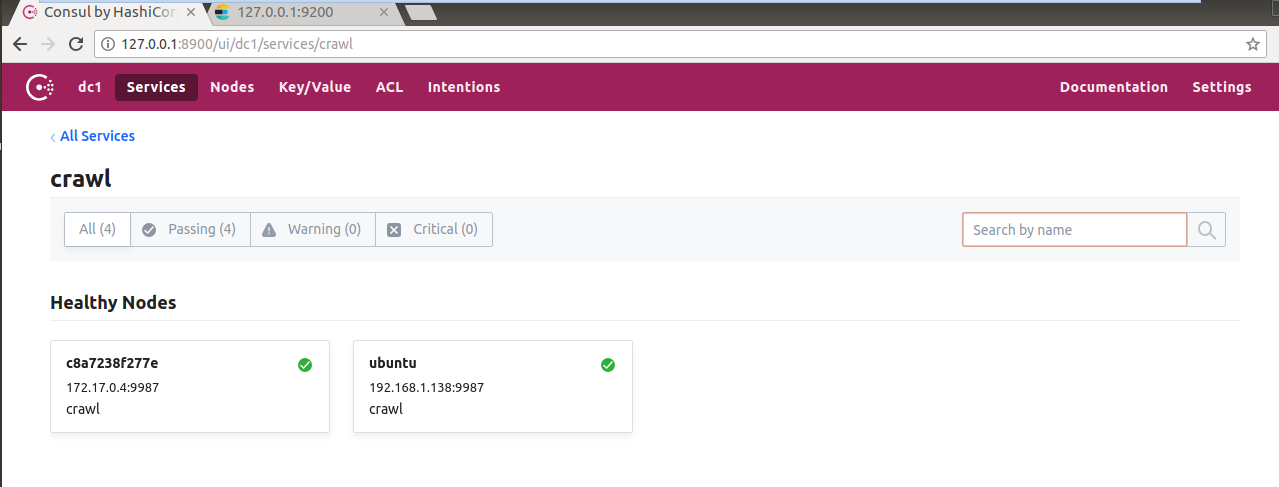 Consul by HashiCor
127.0.0.1:9200
127.0.0.1:8900/ui/dc1/services/crawl
dc1 Services Nodes Key/Value ACL Intentions Documentation Settings
All Services
crawl
All (4) Passing (4) Warning (0) Critical (0) Search by name
Healthy Nodes
c8a7238f277e
172.17.0.4:9987
crawl
ubuntu
192.168.1.138:9987
crawl